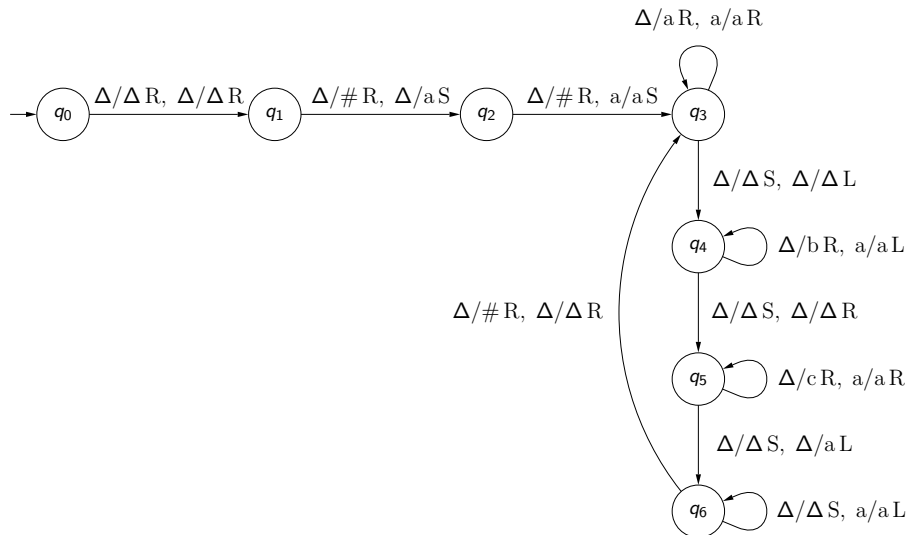 Δ/a R, a/a R
q0
Δ/Δ R, Δ/Δ R
q1
Δ/# R, Δ/a S
q2
Δ/# R, a/a S
q3
Δ/Δ S, Δ/Δ L
q4
Δ/b R, a/a L
Δ/# R, Δ/Δ R
Δ/Δ S, Δ/Δ R
q5
Δ/c R, a/a R
Δ/Δ S, Δ/a L
q6
Δ/Δ S, a/a L